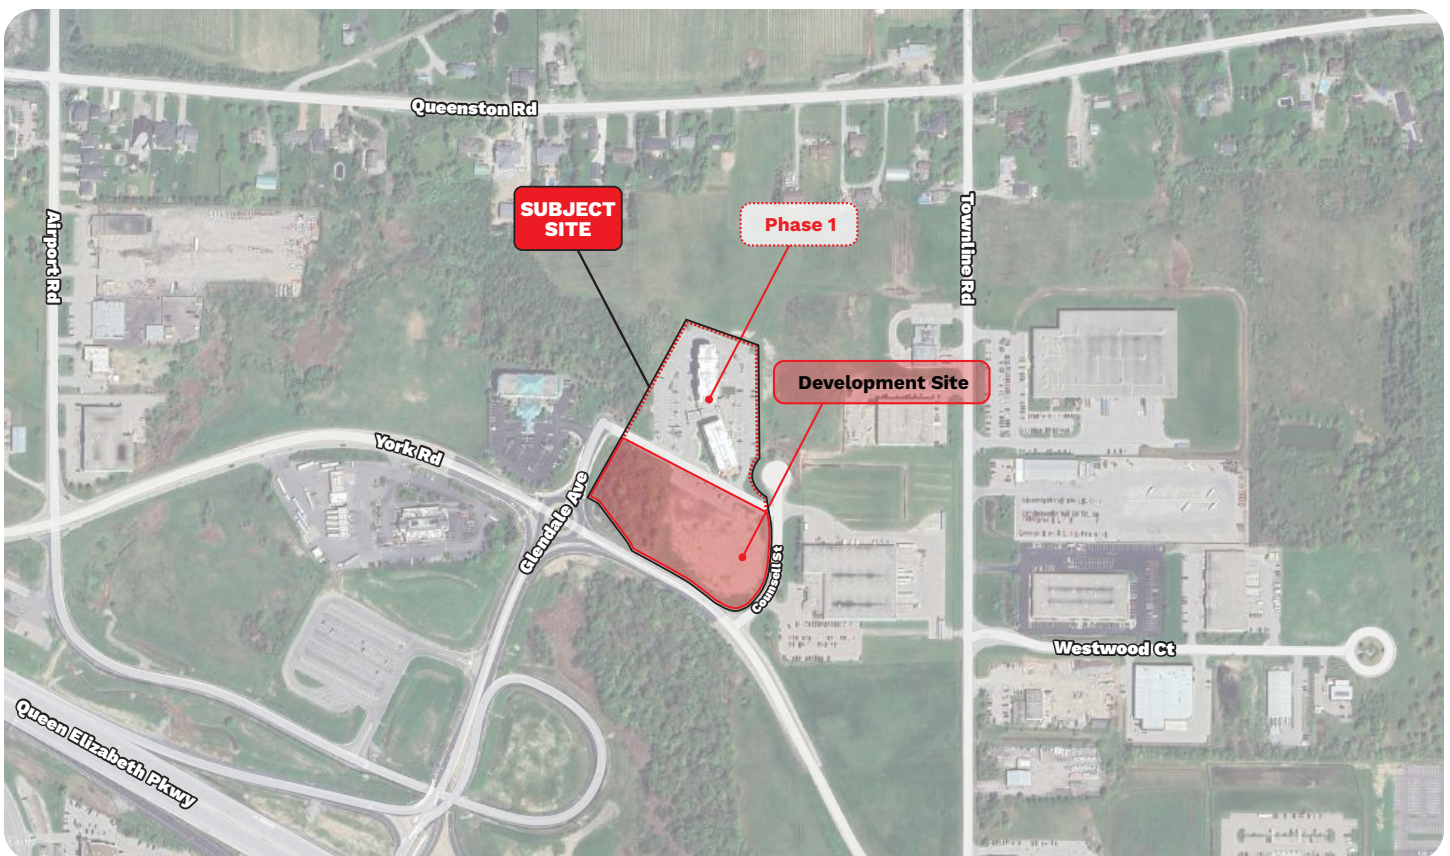 Queenston Rd
SUBJECT
SITE
Phase 1
Airport Rd
Townline Rd
Development Site
York Rd
Glendale Ave
Counsell St
Westwood Ct
Queen Elizabeth Pkwy